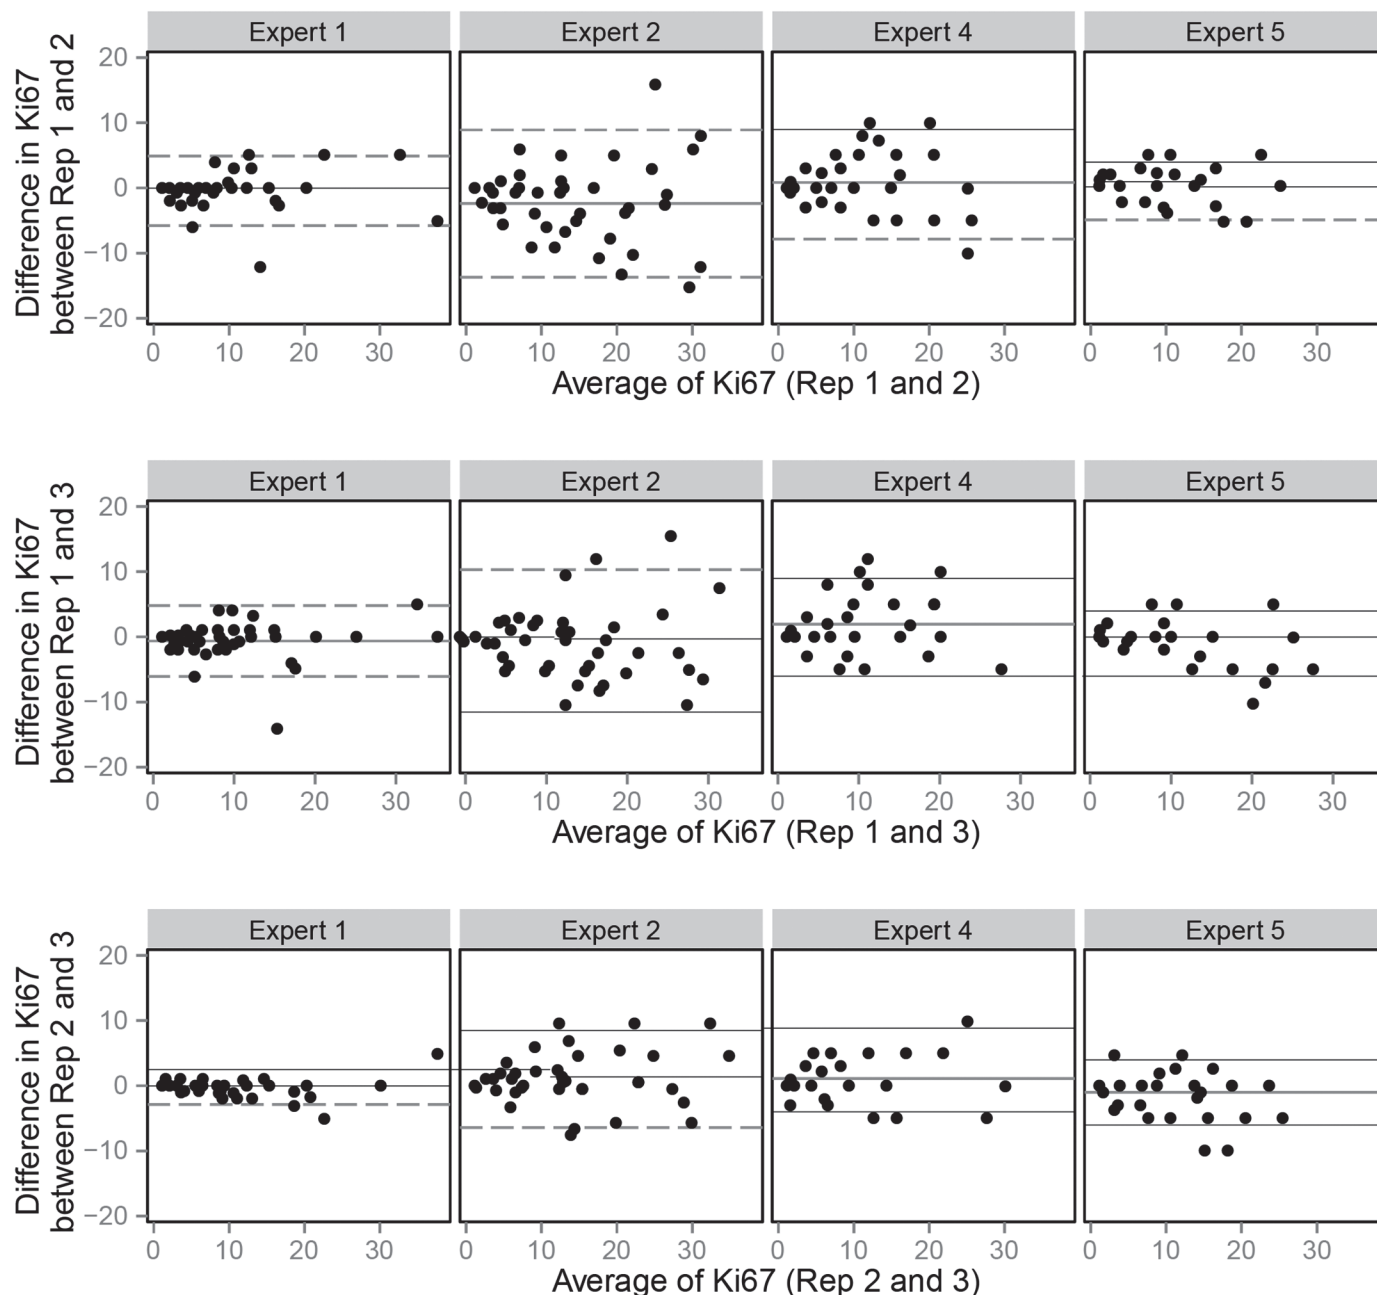 Expert 1 Expert 2 Expert 4 Expert 5
Difference in Ki67
between Rep 1 and 2
20
10
0
−10
−20
0 10 20 30 0 10 20 30 0 10 20 30 0 10 20 30
Average of Ki67 (Rep 1 and 2)
Expert 1 Expert 2 Expert 4 Expert 5
Difference in Ki67
between Rep 1 and 3
20
10
0
−10
−20
0 10 20 30 0 10 20 30 0 10 20 30 0 10 20 30
Average of Ki67 (Rep 1 and 3)
Expert 1 Expert 2 Expert 4 Expert 5
Difference in Ki67
between Rep 2 and 3
20
10
0
−10
−20
0 10 20 30 0 10 20 30 0 10 20 30 0 10 20 30
Average of Ki67 (Rep 2 and 3)